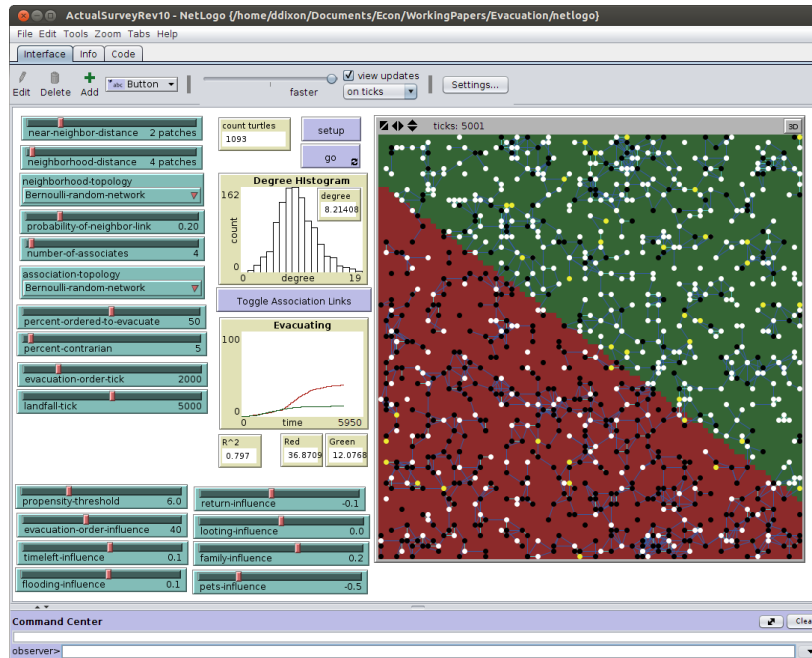 ActualSurveyRev10 - NetLogo {/home/ddixon/Documents/Econ/WorkingPapers/Evacuation/netlogo}
File Edit Tools Zoom Tabs Help
Interface Info Code
Edit Delete Add abc Button faster view updates on ticks Settings...
near-neighbor-distance 2 patches
neighborhood-distance 4 patches
neighborhood-topology
Bernoulli-random-network
probability-of-neighbor-link 0.20
number-of-associates 4
association-topology
Bernoulli-random-network
percent-ordered-to-evacuate 50
percent-contrarian 5
evacuation-order-tick 2000
landfall-tick 5000
count turtles
1093
setup
go
Degree Histogram
162
count
0
0 degree 19
degree
8.21408
Toggle Association Links
Evacuating
100
0
0 time 5950
R^2
0.797
Red
36.8709
Green
12.0768
ticks: 5001
3D
propensity-threshold 6.0
evacuation-order-influence 40
timeleft-influence 0.1
flooding-influence 0.1
return-influence -0.1
looting-influence 0.0
family-influence 0.2
pets-influence -0.5
Command Center
Clea
observer>